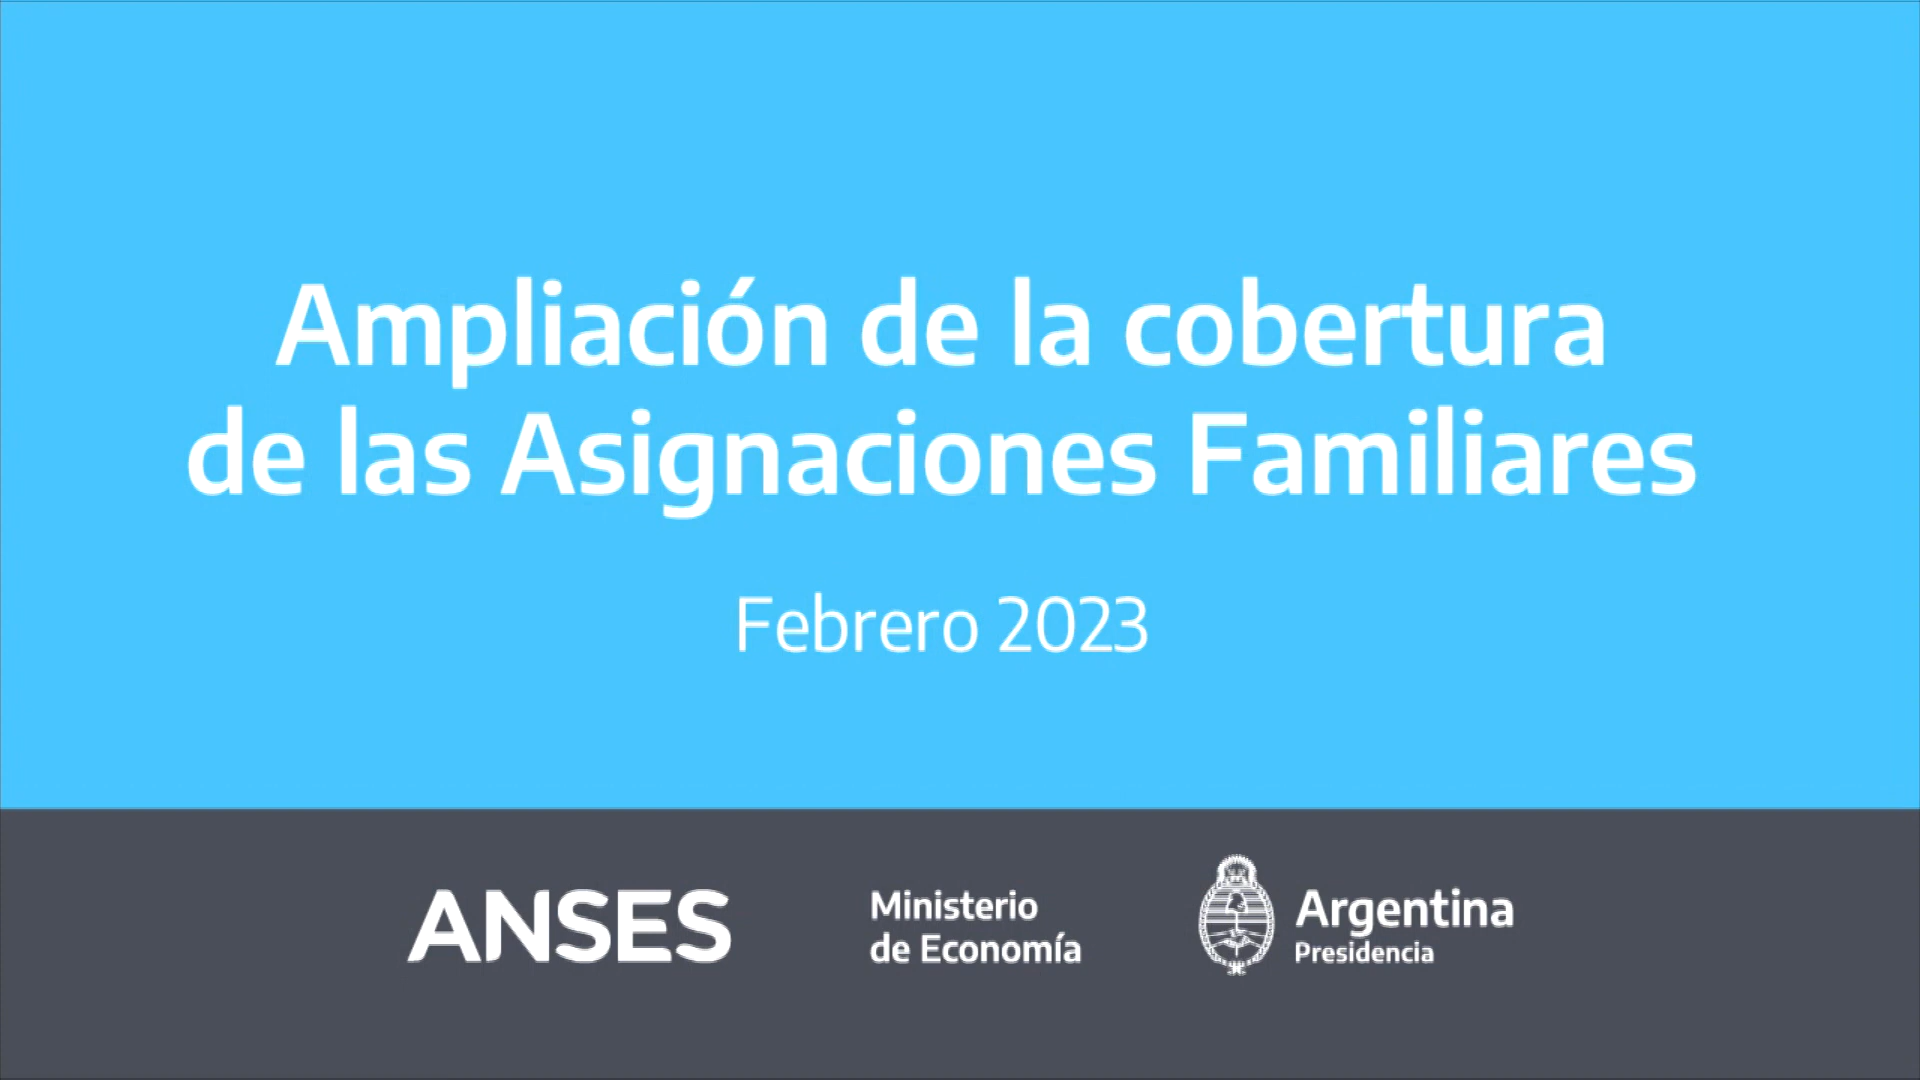 Ampliación de la cobertura
de las Asignaciones Familiares
Febrero 2023
ANSES
Ministerio
de Economía
Argentina
Presidencia